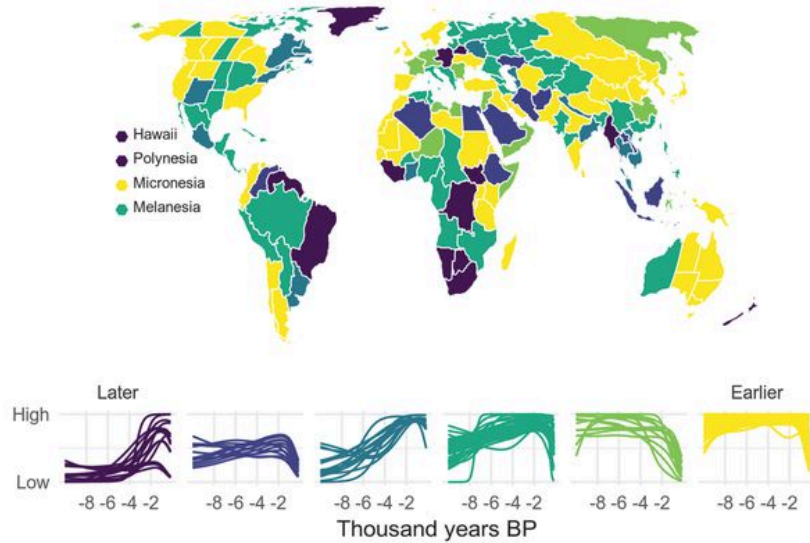 Hawaii
Polynesia
Micronesia
Melanesia
Later
Earlier
High
Low
-8 -6 -4 -2 -8 -6 -4 -2 -8 -6 -4 -2 -8 -6 -4 -2 -8 -6 -4 -2 -8 -6 -4 -2
Thousand years BP